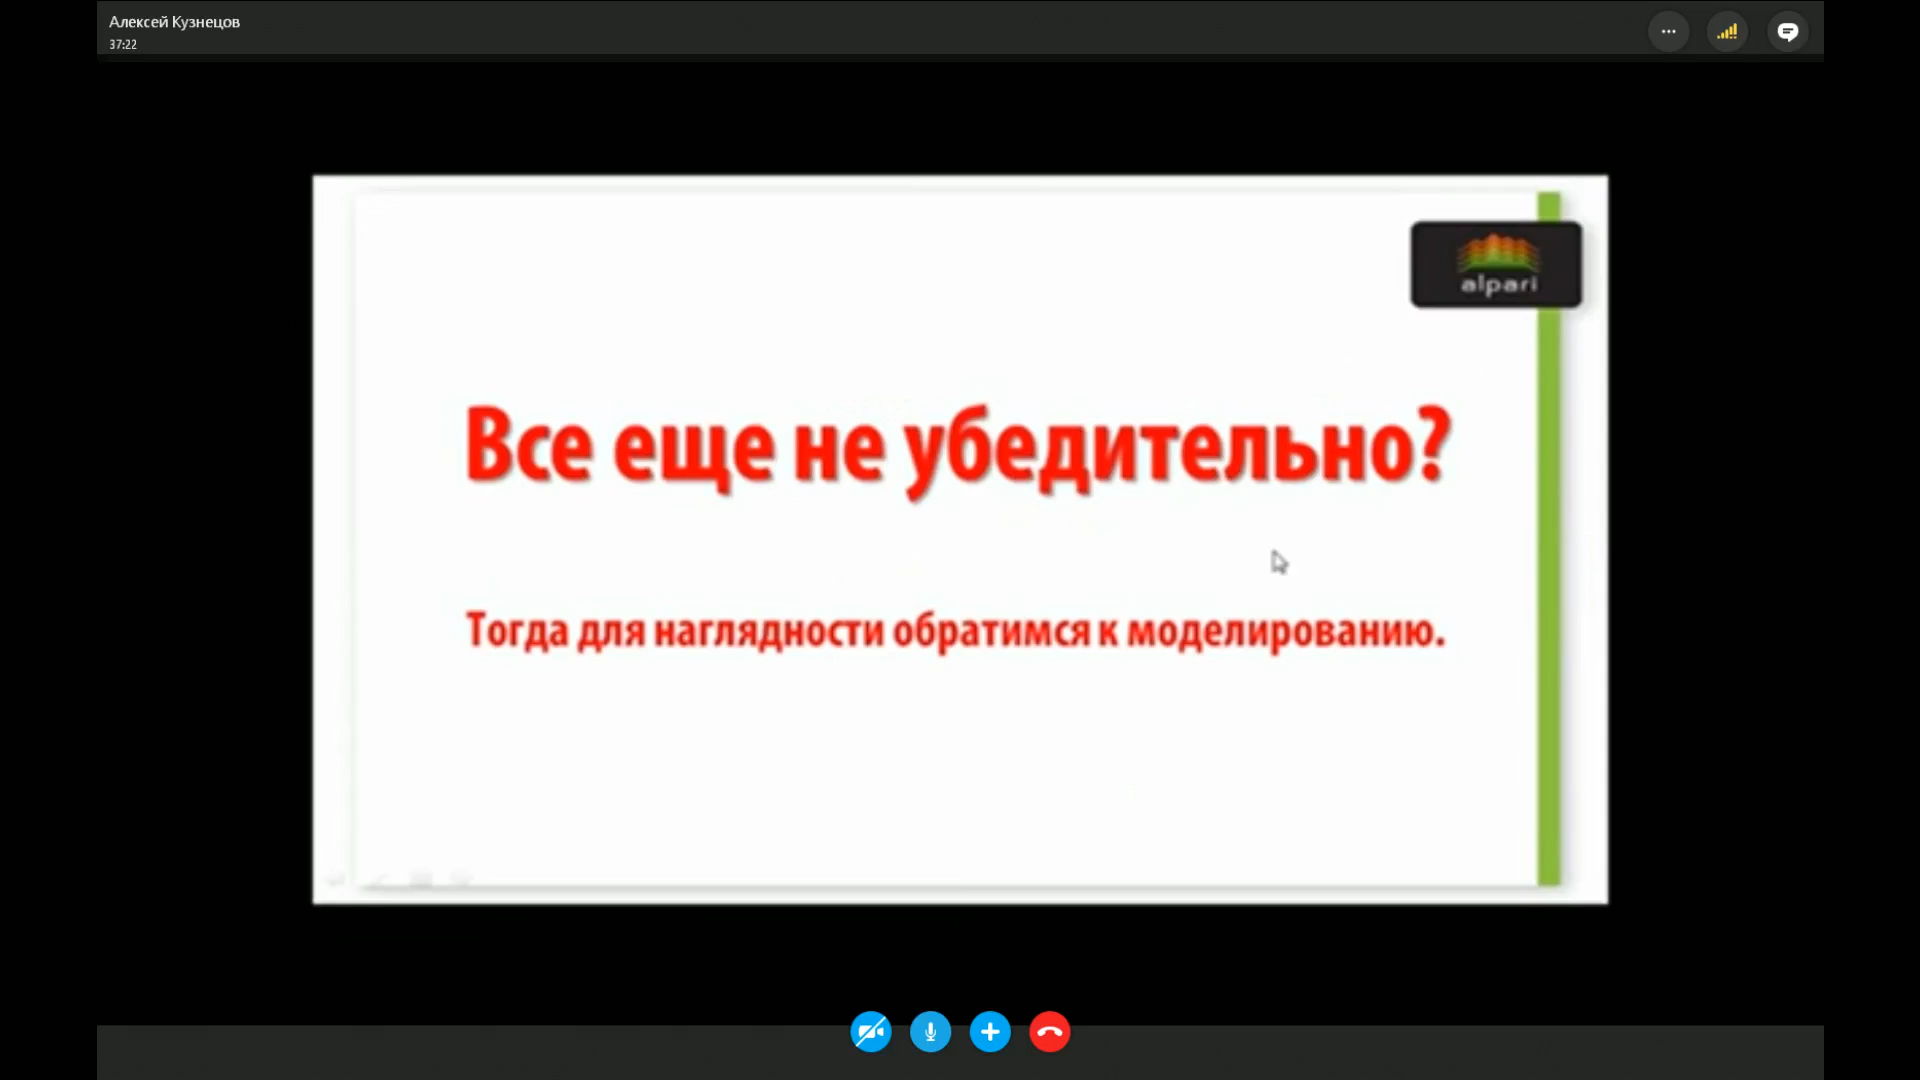 Алексей Кузнецов
37:22
alpari
Все еще не убедительно?
Тогда для наглядности обратимся к моделированию.